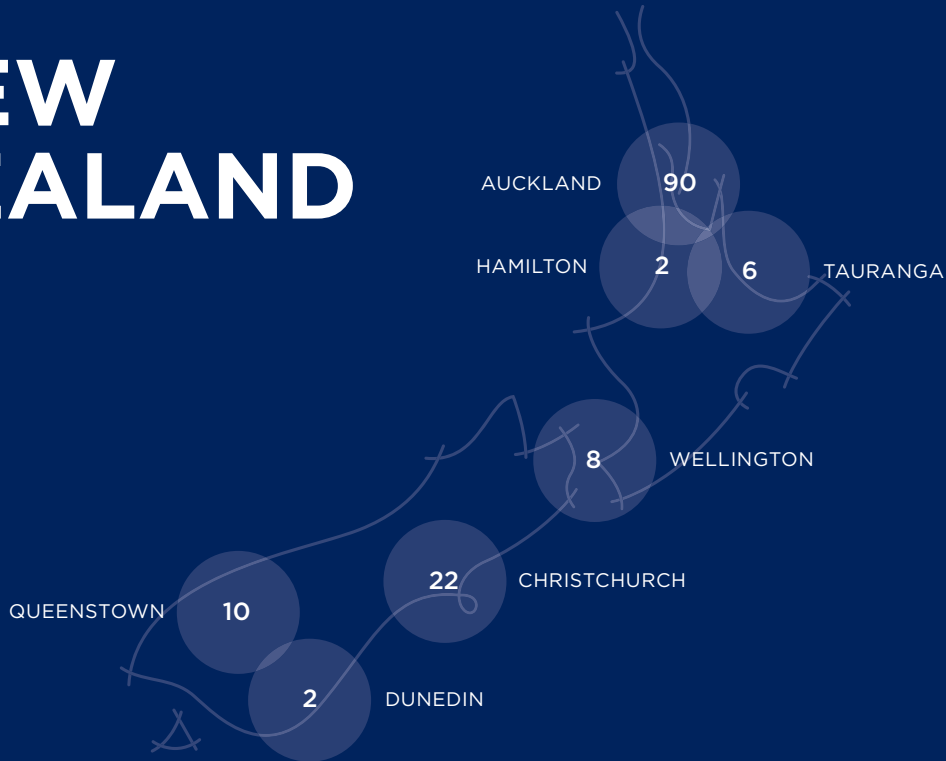 EW
EALAND
AUCKLAND 90
HAMILTON 2 6 TAURANGA
8 WELLINGTON
22 CHRISTCHURCH
QUEENSTOWN 10
2 DUNEDIN